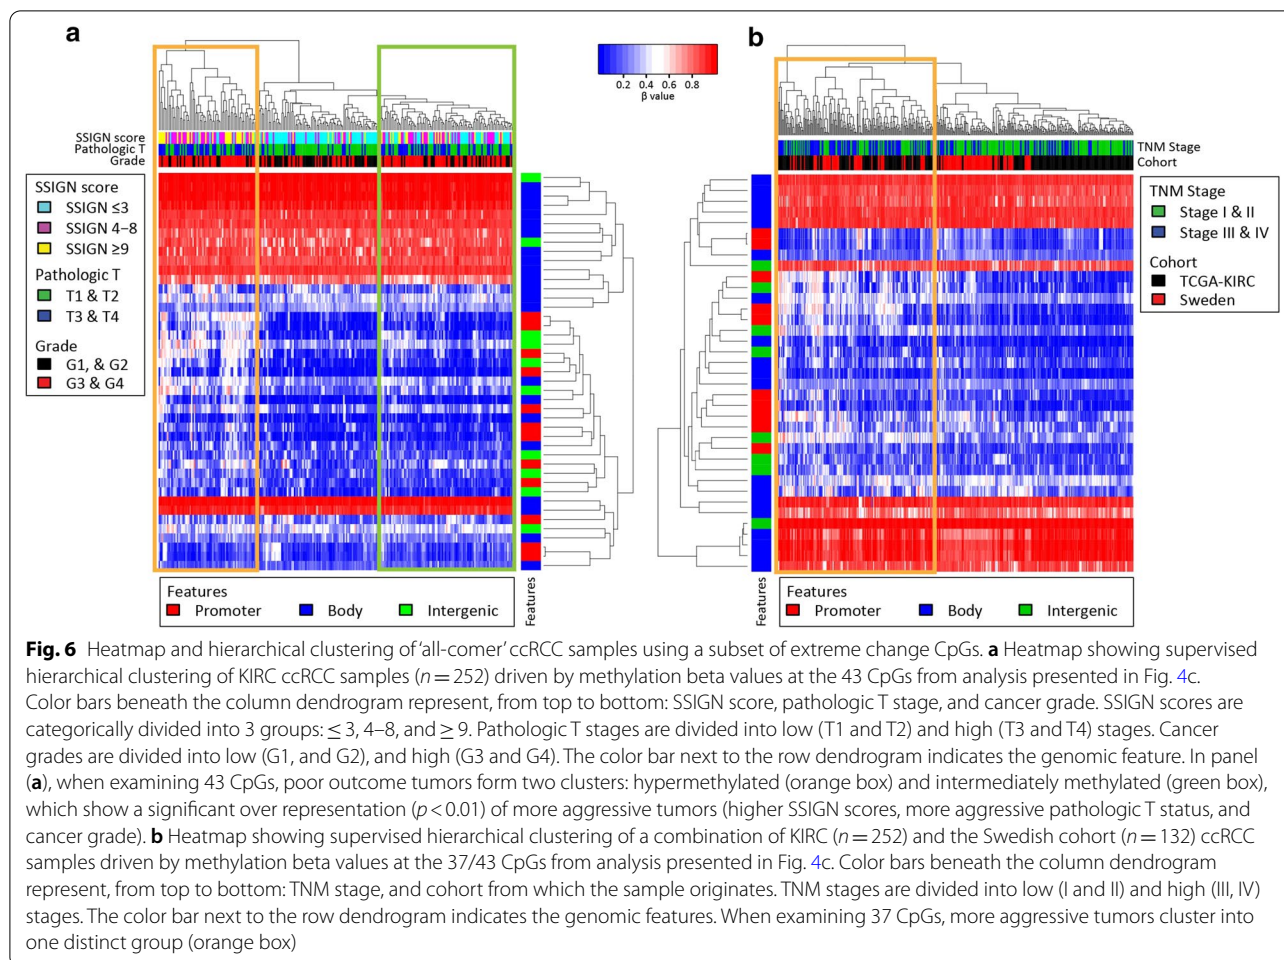 a
b
0.2 0.4 0.6 0.8
β value
SSIGN score
Pathologic T
Grade
TNM Stage
Cohort
SSIGN score
SSIGN ≤3
SSIGN 4–8
SSIGN ≥9
Pathologic T
T1 & T2
T3 & T4
Grade
G1, & G2
G3 & G4
TNM Stage
Stage I & II
Stage III & IV
Cohort
TCGA-KIRC
Sweden
Features
Promoter Body Intergenic
Features
Features
Features
Promoter Body Intergenic
Fig. 6 Heatmap and hierarchical clustering of 'all-comer' ccRCC samples using a subset of extreme change CpGs. a Heatmap showing supervised
hierarchical clustering of KIRC ccRCC samples (n = 252) driven by methylation beta values at the 43 CpGs from analysis presented in Fig. 4c.
Color bars beneath the column dendrogram represent, from top to bottom: SSIGN score, pathologic T stage, and cancer grade. SSIGN scores are
categorically divided into 3 groups: ≤ 3, 4–8, and ≥ 9. Pathologic T stages are divided into low (T1 and T2) and high (T3 and T4) stages. Cancer
grades are divided into low (G1, and G2), and high (G3 and G4). The color bar next to the row dendrogram indicates the genomic feature. In panel
(a), when examining 43 CpGs, poor outcome tumors form two clusters: hypermethylated (orange box) and intermediately methylated (green box),
which show a significant over representation (p < 0.01) of more aggressive tumors (higher SSIGN scores, more aggressive pathologic T status, and
cancer grade). b Heatmap showing supervised hierarchical clustering of a combination of KIRC (n = 252) and the Swedish cohort (n = 132) ccRCC
samples driven by methylation beta values at the 37/43 CpGs from analysis presented in Fig. 4c. Color bars beneath the column dendrogram
represent, from top to bottom: TNM stage, and cohort from which the sample originates. TNM stages are divided into low (I and II) and high (III, IV)
stages. The color bar next to the row dendrogram indicates the genomic features. When examining 37 CpGs, more aggressive tumors cluster into
one distinct group (orange box)